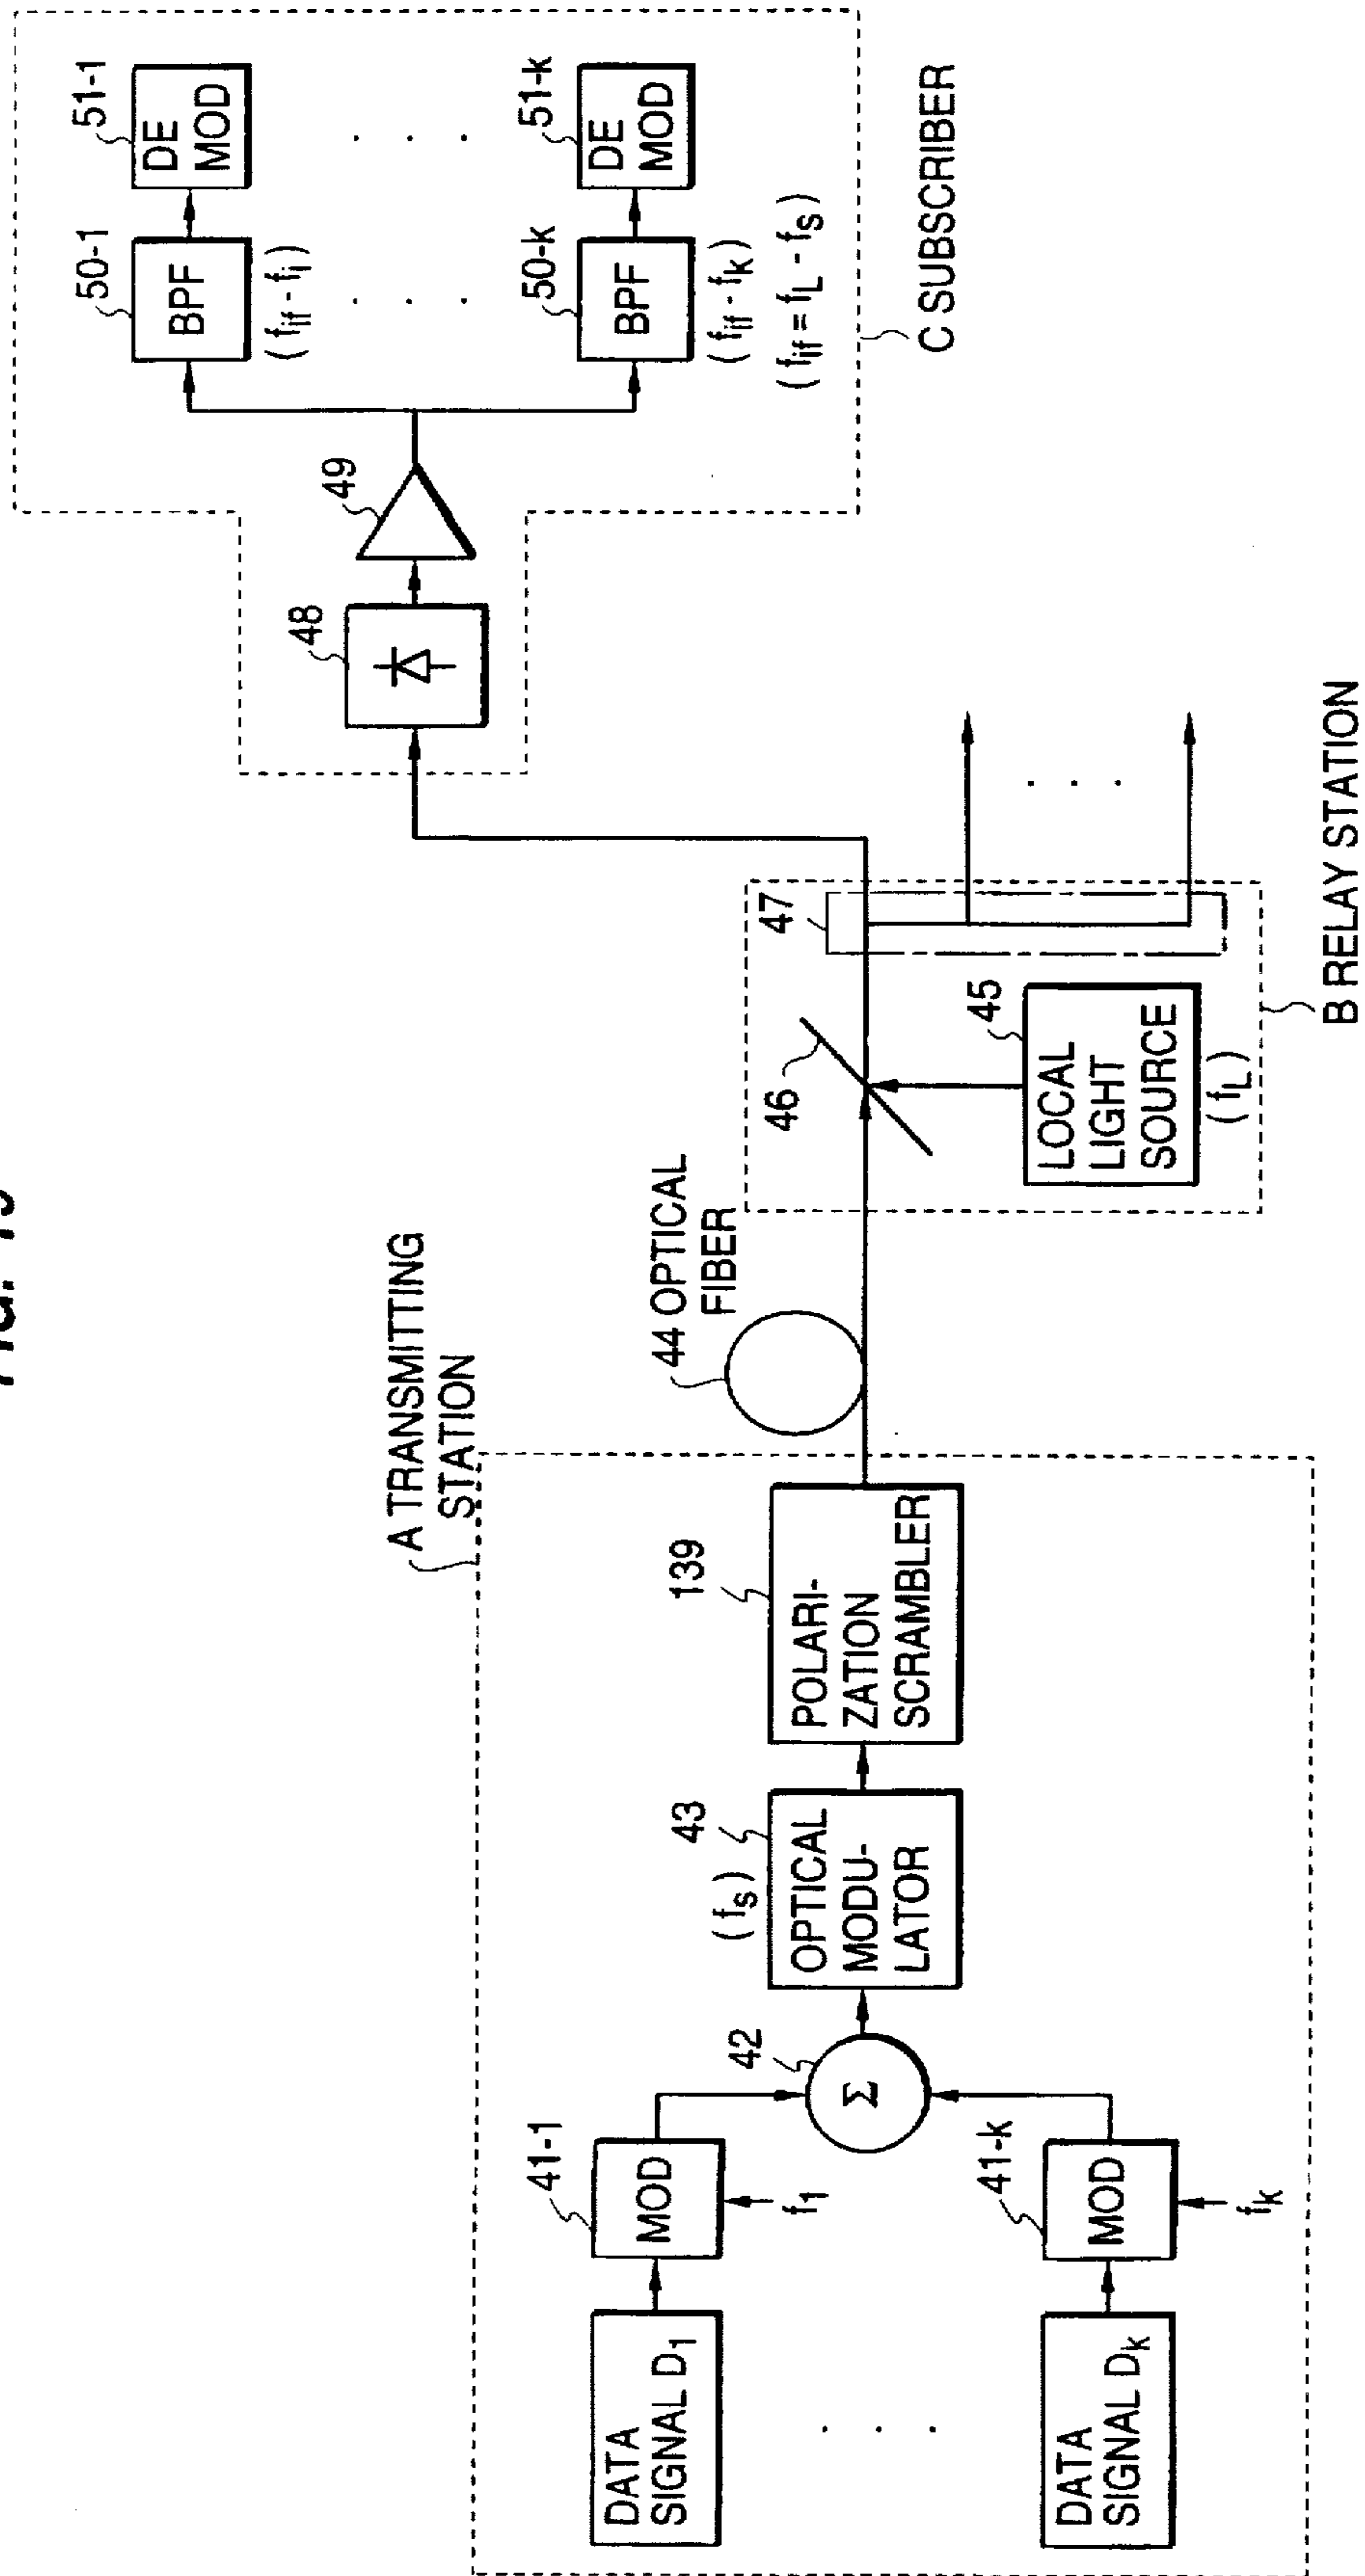 A TRANSMITTING
STATION
DATA
SIGNAL D1
DATA
SIGNAL Dk
41-1
MOD
f1
41-k
MOD
fk
42
Σ
43
(fs)
OPTICAL
MODU-
LATOR
139
POLARI-
ZATION
SCRAMBLER
44 OPTICAL
FIBER
46
47
45
LOCAL
LIGHT
SOURCE
(fL)
B RELAY STATION
48
49
50-1
BPF
(fif - fi)
51-1
DE
MOD
50-k
BPF
(fif - fk)
(fif = fL - fs)
51-k
DE
MOD
C SUBSCRIBER